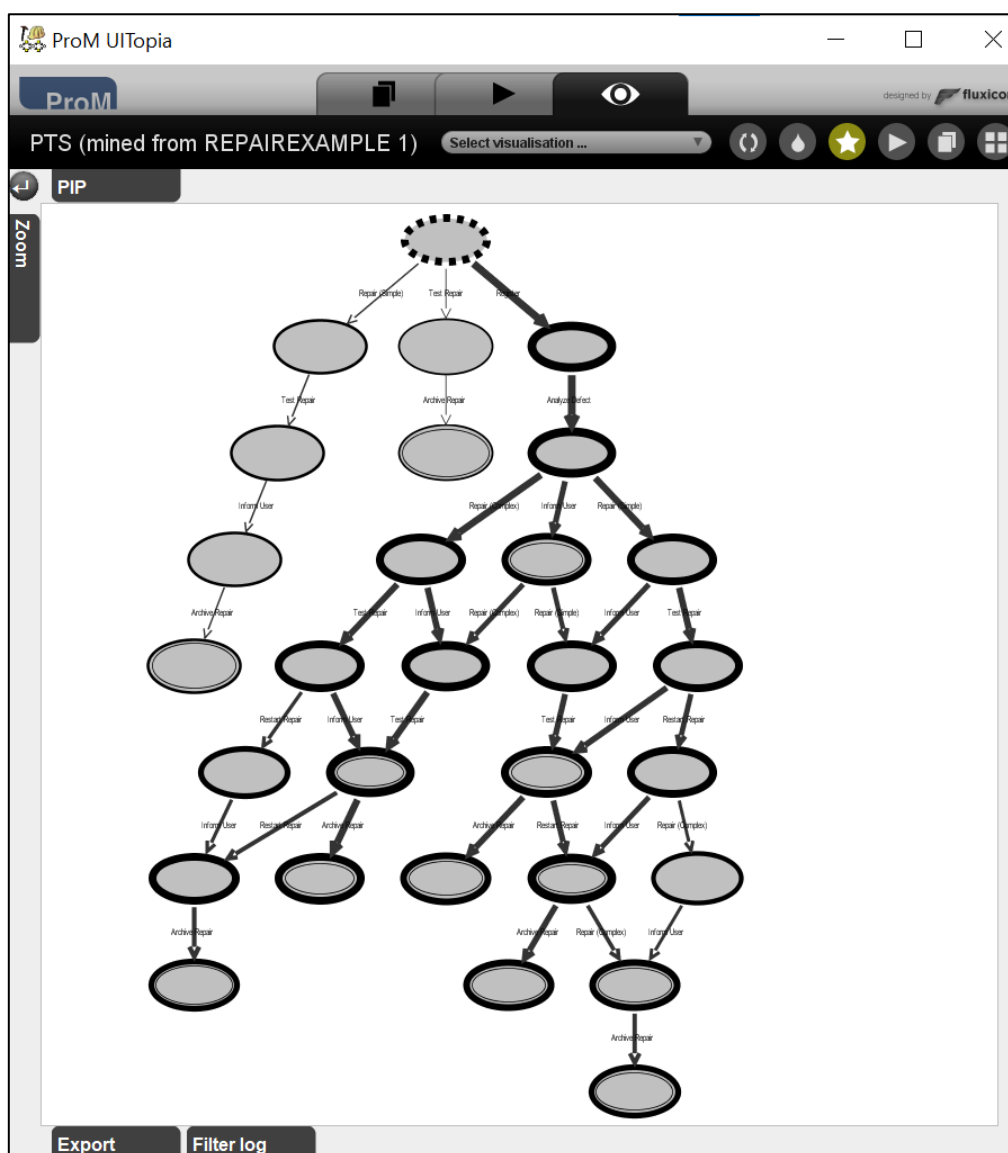 ProM UITopia
ProM
designed by fluxicon
PTS (mined from REPAIREXAMPLE 1)
Select visualisation ...
PIP
Zoom
Repair (Simple)
Test Repair
Register
Test Repair
Archive Repair
Analyze Defect
Inform User
Repair (Complex)
Inform User
Repair (Simple)
Archive Repair
Test Repair
Inform User
Repair (Complex)
Repair (Simple)
Inform User
Test Repair
Restart Repair
Inform User
Test Repair
Test Repair
Inform User
Restart Repair
Inform User
Restart Repair
Archive Repair
Archive Repair
Restart Repair
Inform User
Repair (Complex)
Archive Repair
Archive Repair
Repair (Complex)
Inform User
Archive Repair
Export
Filter log